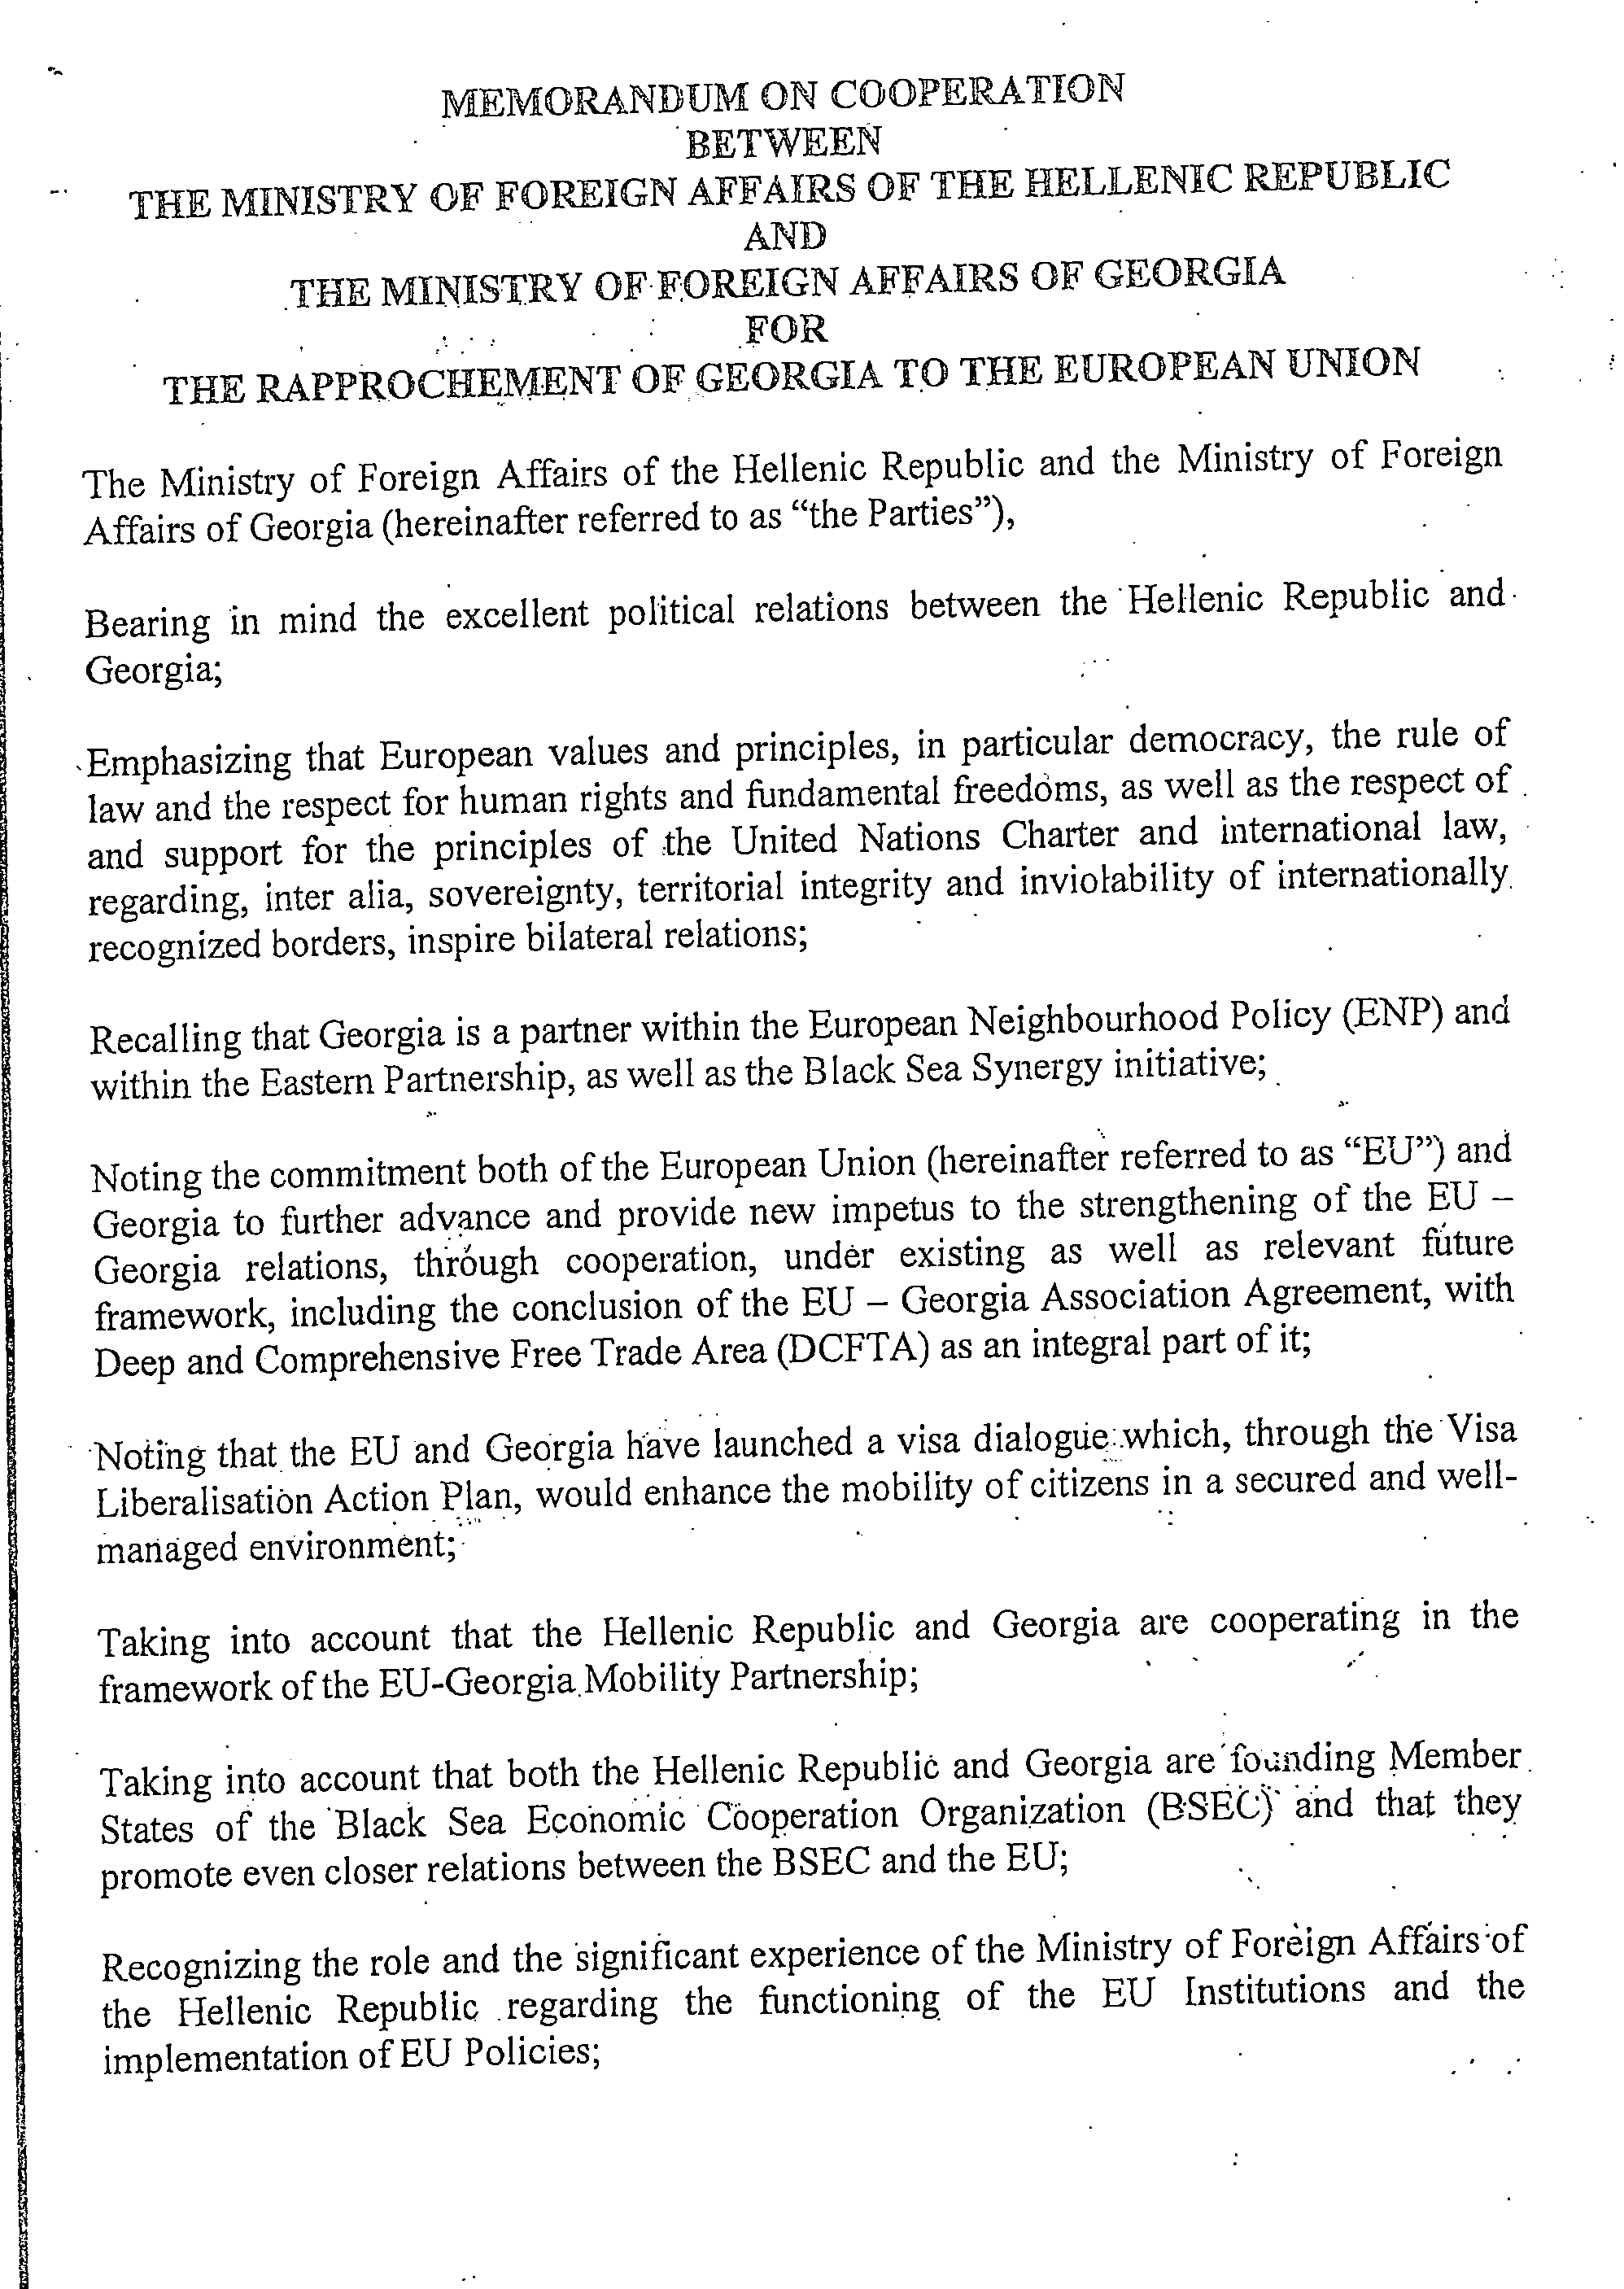 MEMORANDUM ON COOPERATION
BETWEEN
THE MINISTRY OF FOREIGN AFFAIRS OF THE HELLENIC REPUBLIC
AND
THE MINISTRY OF FOREIGN AFFAIRS OF GEORGIA
FOR
THE RAPPROCHEMENT OF GEORGIA TO THE EUROPEAN UNION
The Ministry of Foreign Affairs of the Hellenic Republic and the Ministry of Foreign
Affairs of Georgia (hereinafter referred to as “the Parties”),
Bearing in mind the excellent political relations between the Hellenic Republic and
Georgia;
Emphasizing that European values and principles, in particular democracy, the rule of
law and the respect for human rights and fundamental freedoms, as well as the respect of
and support for the principles of the United Nations Charter and international law,
regarding, inter alia, sovereignty, territorial integrity and inviolability of internationally
recognized borders, inspire bilateral relations;
Recalling that Georgia is a partner within the European Neighbourhood Policy (ENP) and
within the Eastern Partnership, as well as the Black Sea Synergy initiative;
Noting the commitment both of the European Union (hereinafter referred to as “EU”) and
Georgia to further advance and provide new impetus to the strengthening of the EU –
Georgia relations, through cooperation, under existing as well as relevant future
framework, including the conclusion of the EU – Georgia Association Agreement, with
Deep and Comprehensive Free Trade Area (DCFTA) as an integral part of it;
Noting that the EU and Georgia have launched a visa dialogue which, through the Visa
Liberalisation Action Plan, would enhance the mobility of citizens in a secured and well-
managed environment;
Taking into account that the Hellenic Republic and Georgia are cooperating in the
framework of the EU-Georgia Mobility Partnership;
Taking into account that both the Hellenic Republic and Georgia are founding Member
States of the Black Sea Economic Cooperation Organization (BSEC) and that they
promote even closer relations between the BSEC and the EU;
Recognizing the role and the significant experience of the Ministry of Foreign Affairs of
the Hellenic Republic regarding the functioning of the EU Institutions and the
implementation of EU Policies;